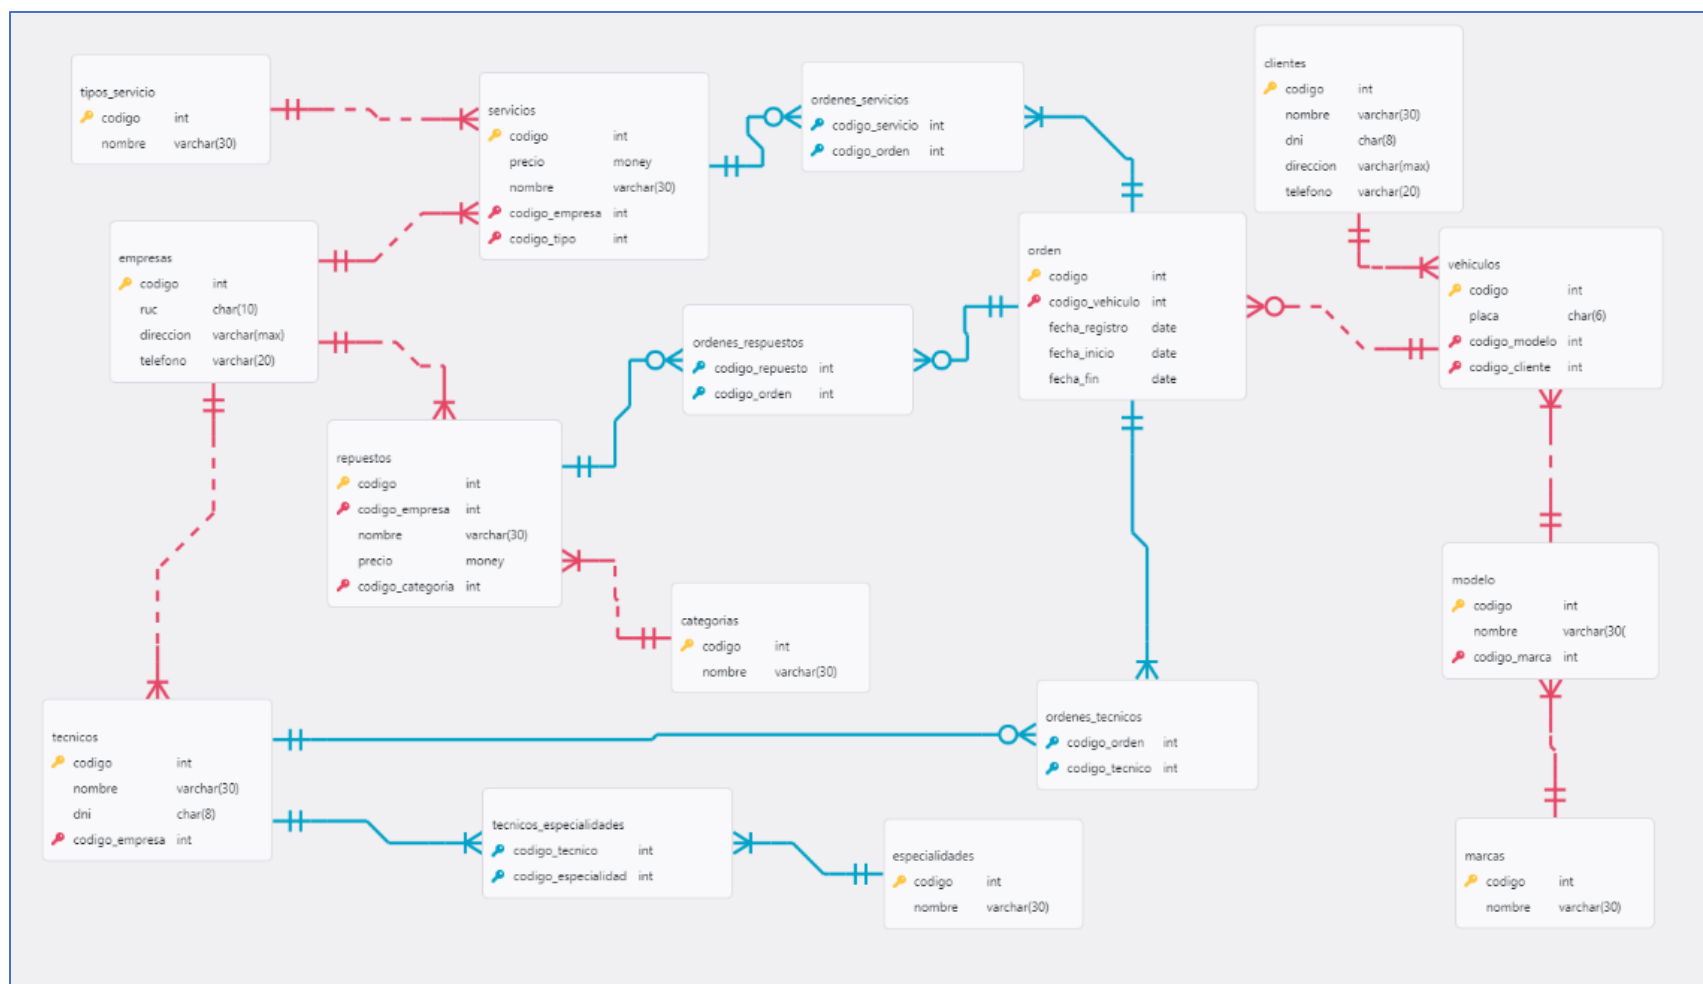 tipos_servicio
codigo int
nombre varchar(30)
servicios
codigo int
precio money
nombre varchar(30)
codigo_empresa int
codigo_tipo int
ordenes_servicios
codigo_servicio int
codigo_orden int
clientes
codigo int
nombre varchar(30)
dni char(8)
direccion varchar(max)
telefono varchar(20)
empresas
codigo int
ruc char(10)
direccion varchar(max)
telefono varchar(20)
orden
codigo int
codigo_vehiculo int
fecha_registro date
fecha_inicio date
fecha_fin date
vehiculos
codigo int
placa char(6)
codigo_modelo int
codigo_cliente int
ordenes_respuestos
codigo_repuesto int
codigo_orden int
repuestos
codigo int
codigo_empresa int
nombre varchar(30)
precio money
codigo_categoria int
categorias
codigo int
nombre varchar(30)
modelo
codigo int
nombre varchar(30(
codigo_marca int
tecnicos
codigo int
nombre varchar(30)
dni char(8)
codigo_empresa int
ordenes_tecnicos
codigo_orden int
codigo_tecnico int
tecnicos_especialidades
codigo_tecnico int
codigo_especialidad int
especialidades
codigo int
nombre varchar(30)
marcas
codigo int
nombre varchar(30)